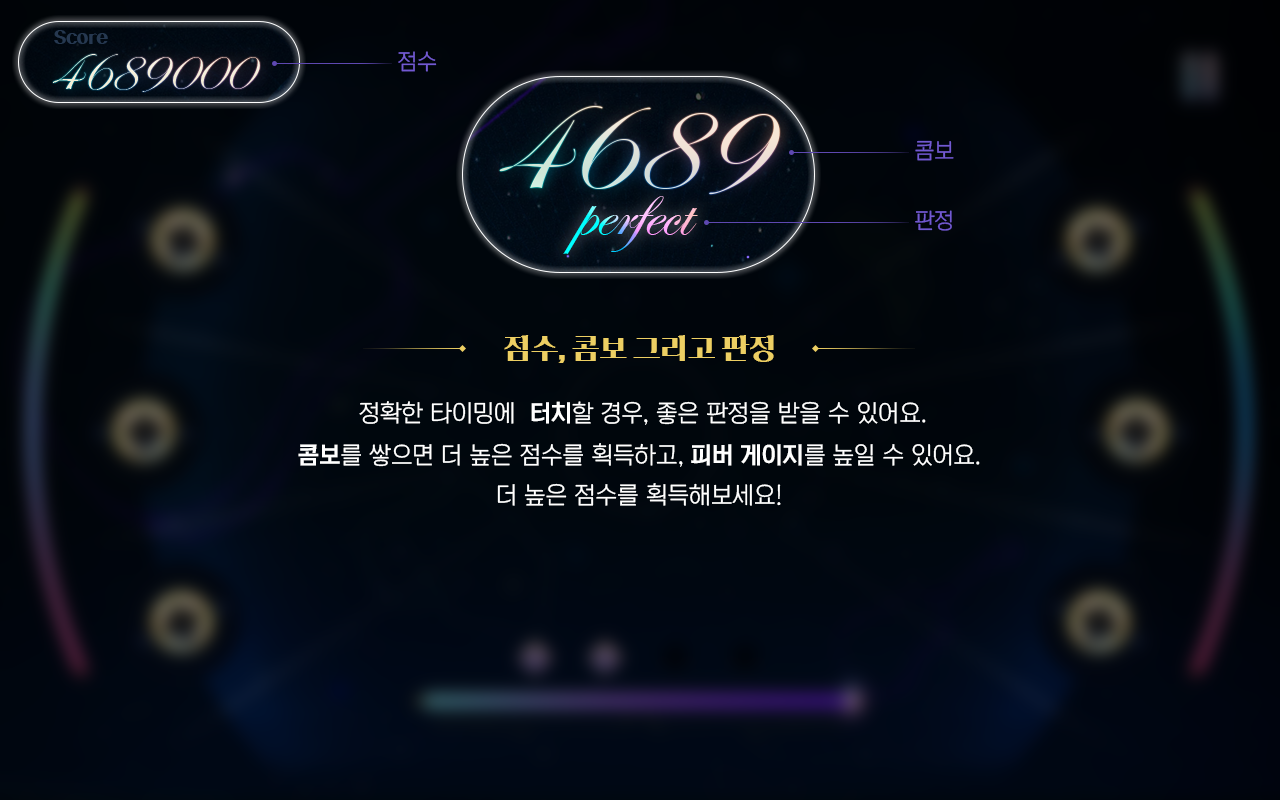 Score
4689000
점수
4689
콤보
perfect
판정
점수, 콤보 그리고 판정
정확한 타이밍에 터치할 경우, 좋은 판정을 받을 수 있어요.
콤보를 쌓으면 더 높은 점수를 획득하고, 피버 게이지를 높일 수 있어요.
더 높은 점수를 획득해보세요!